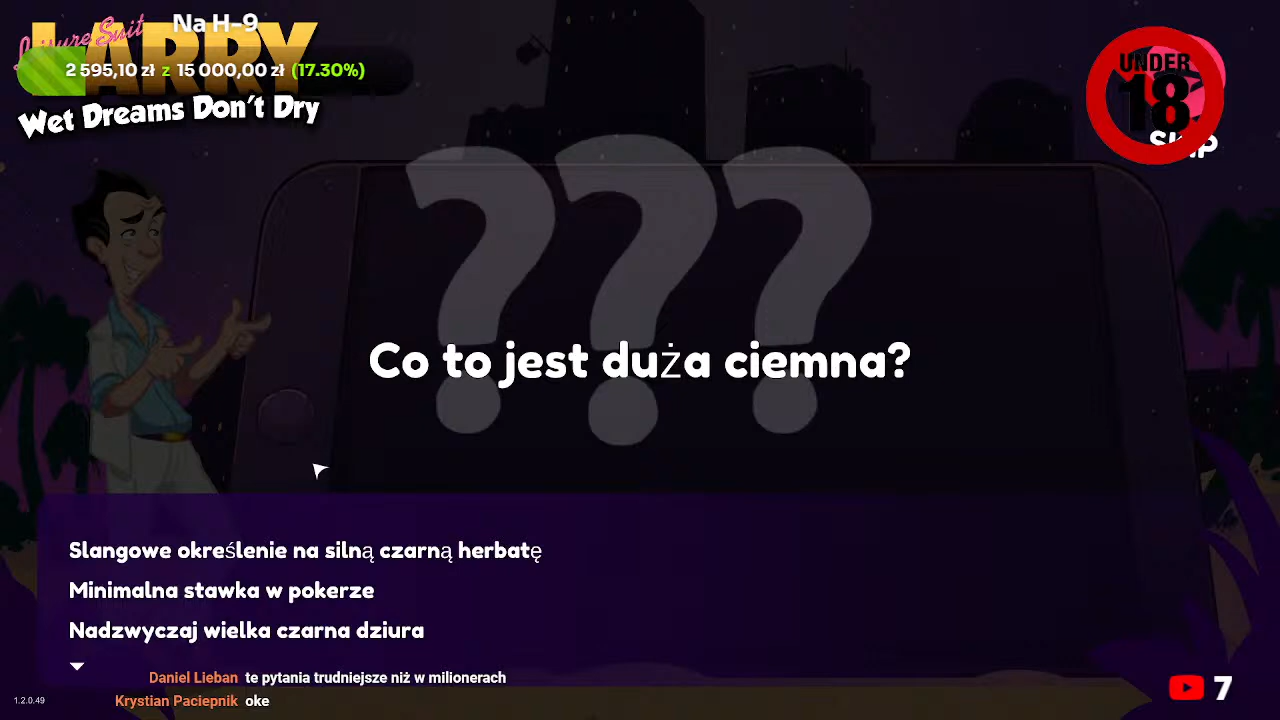 Leisure Suit
LARRY
Na H-9
2 595,10 zł z 15 000,00 zł (17.30%)
Wet Dreams Don't Dry
UNDER
18
SKIP
Co to jest duża ciemna?
Slangowe określenie na silną czarną herbatę
Minimalna stawka w pokerze
Nadzwyczaj wielka czarna dziura
Daniel Lieban te pytania trudniejsze niż w milionerach
Krystian Paciepnik oke
1.2.0.49
7